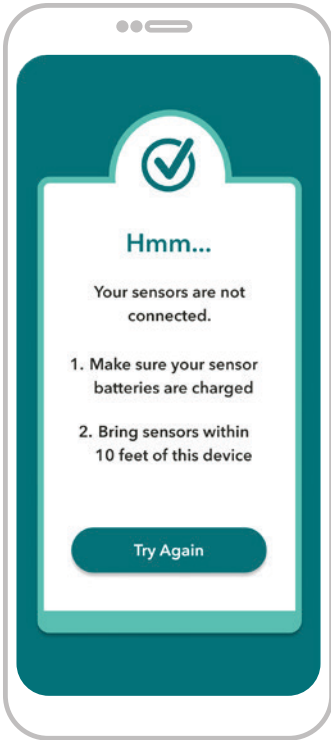 Hmm...
Your sensors are not
connected.
1. Make sure your sensor
batteries are charged
2. Bring sensors within
10 feet of this device
Try Again